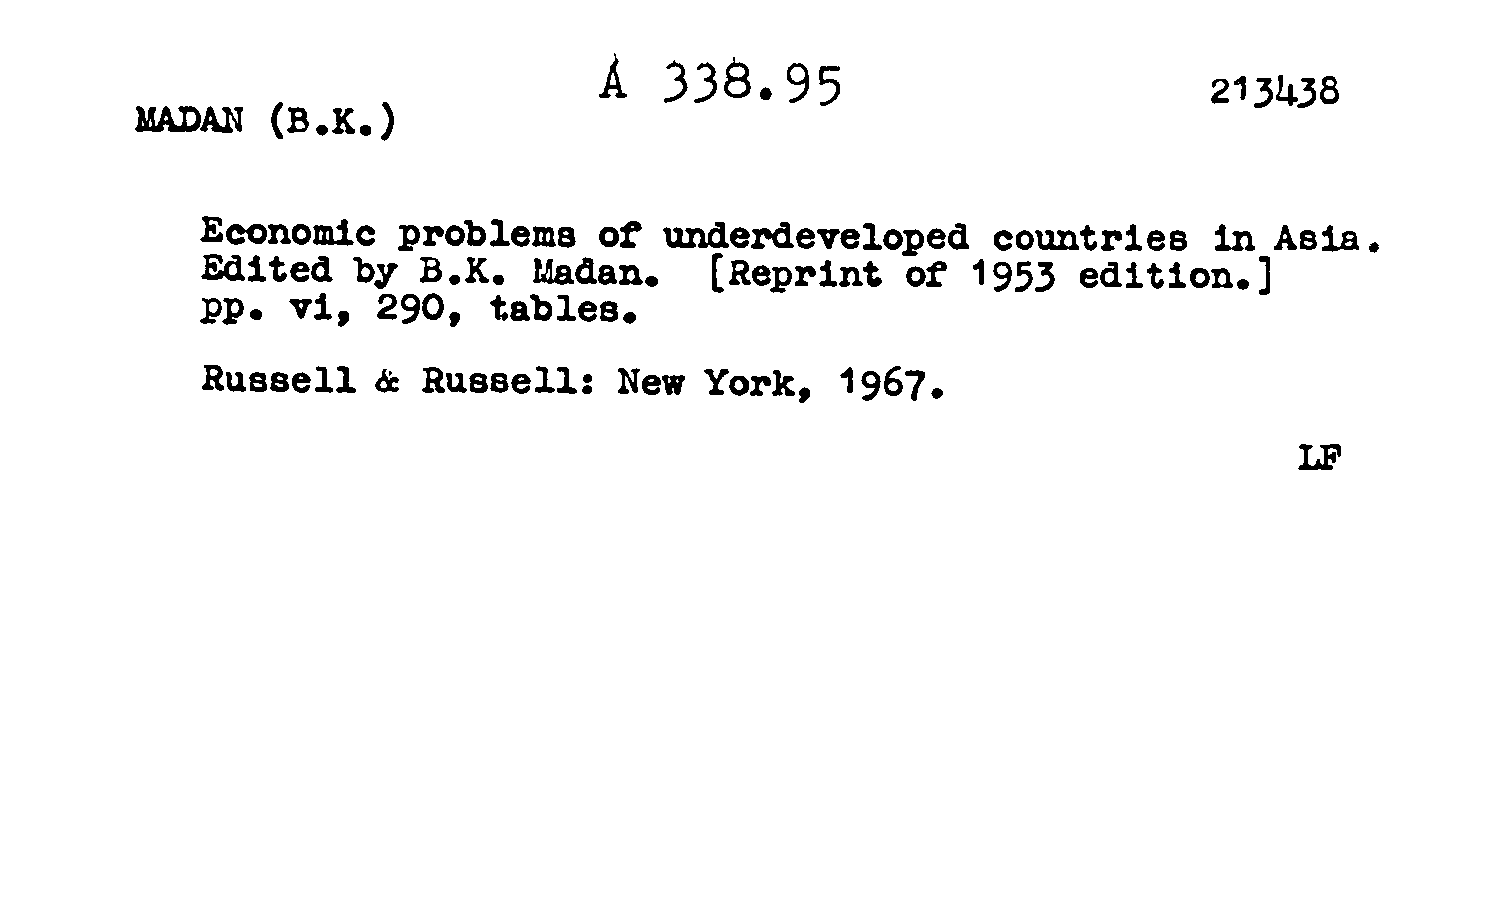 A 338.95
213438
MADAN (B.K.)
Economic problems of underdeveloped countries in Asia.
Edited by B.K. Madan. [Reprint of 1953 edition.]
pp. vi, 290, tables.
Russell & Russell: New York, 1967.
LF